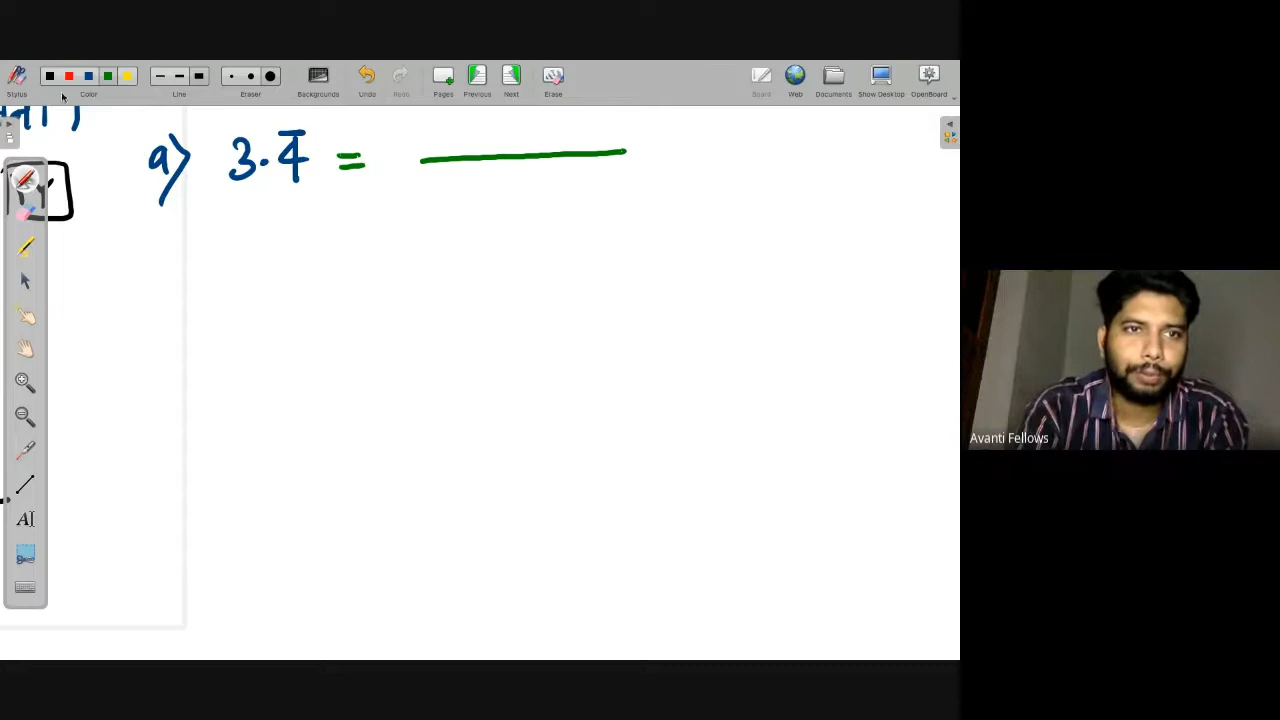 Stylus Color Line Eraser Backgrounds Undo Redo Pages Previous Next Erase Board Web Documents Show Desktop OpenBoard
a) 3.4̅ =
Avanti Fellows